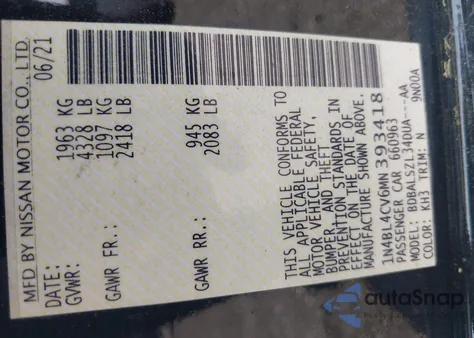 MFD BY NISSAN MOTOR CO., LTD.
DATE: 06/21
GVWR: 1963 KG
4328 LB
GAWR FR.: 1097 KG
2418 LB
GAWR RR.: 945 KG
2083 LB
THIS VEHICLE CONFORMS TO
ALL APPLICABLE FEDERAL
MOTOR VEHICLE SAFETY,
BUMPER, AND THEFT
PREVENTION STANDARDS IN
EFFECT ON THE DATE OF
MANUFACTURE SHOWN ABOVE.
1N4BL4CV6MN393418
PASSENGER CAR 660963
MODEL: BDBALSZL34DUA---AA
COLOR: KH3 TRIM: N 9N00A
autoSnap